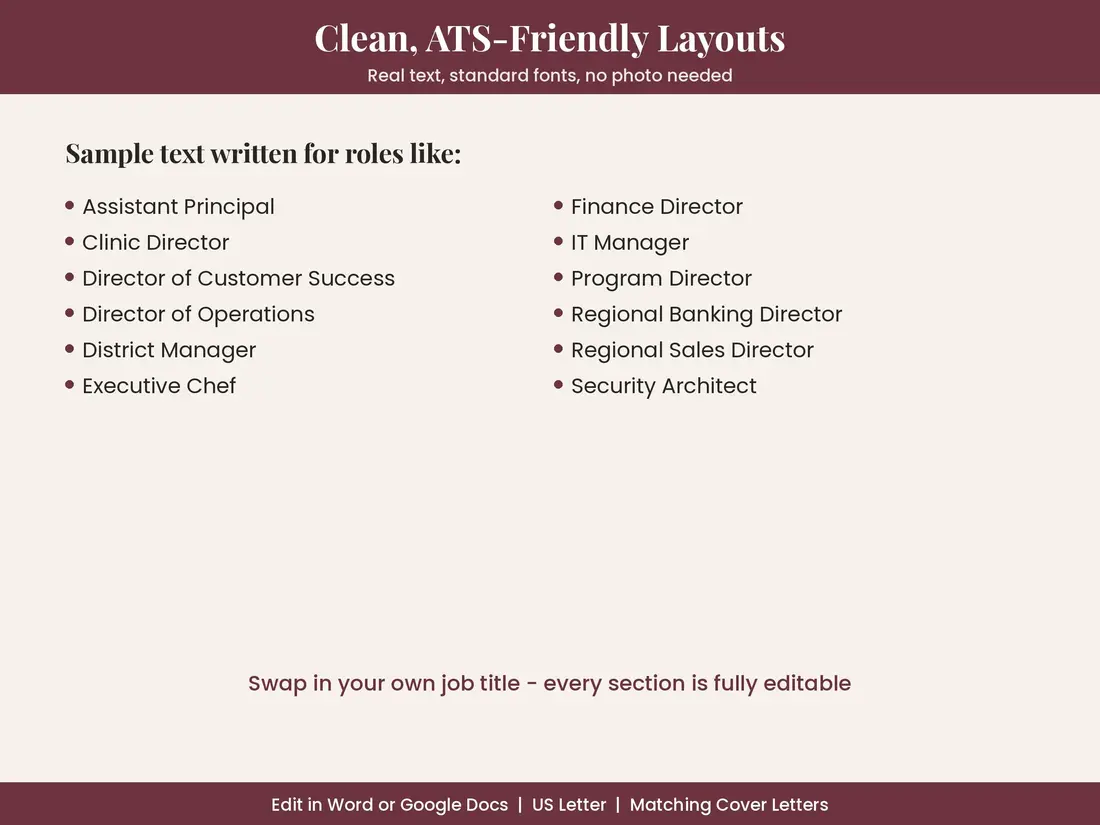 Clean, ATS-Friendly Layouts
Real text, standard fonts, no photo needed
Sample text written for roles like:
• Assistant Principal
• Clinic Director
• Director of Customer Success
• Director of Operations
• District Manager
• Executive Chef
• Finance Director
• IT Manager
• Program Director
• Regional Banking Director
• Regional Sales Director
• Security Architect
Swap in your own job title - every section is fully editable
Edit in Word or Google Docs | US Letter | Matching Cover Letters